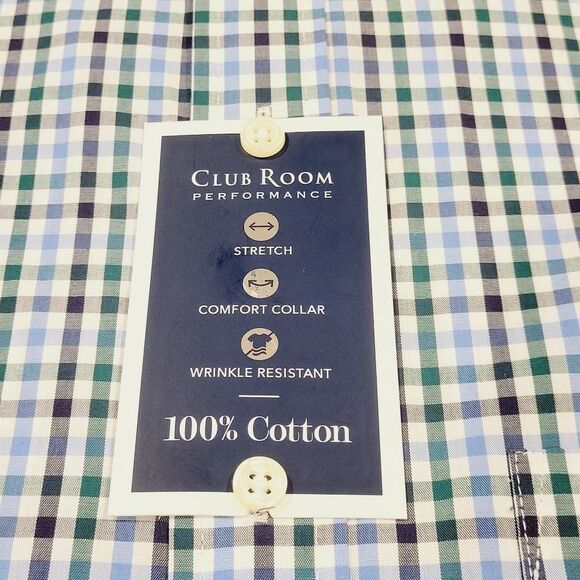 CLUB ROOM
PERFORMANCE
STRETCH
COMFORT COLLAR
WRINKLE RESISTANT
100% Cotton